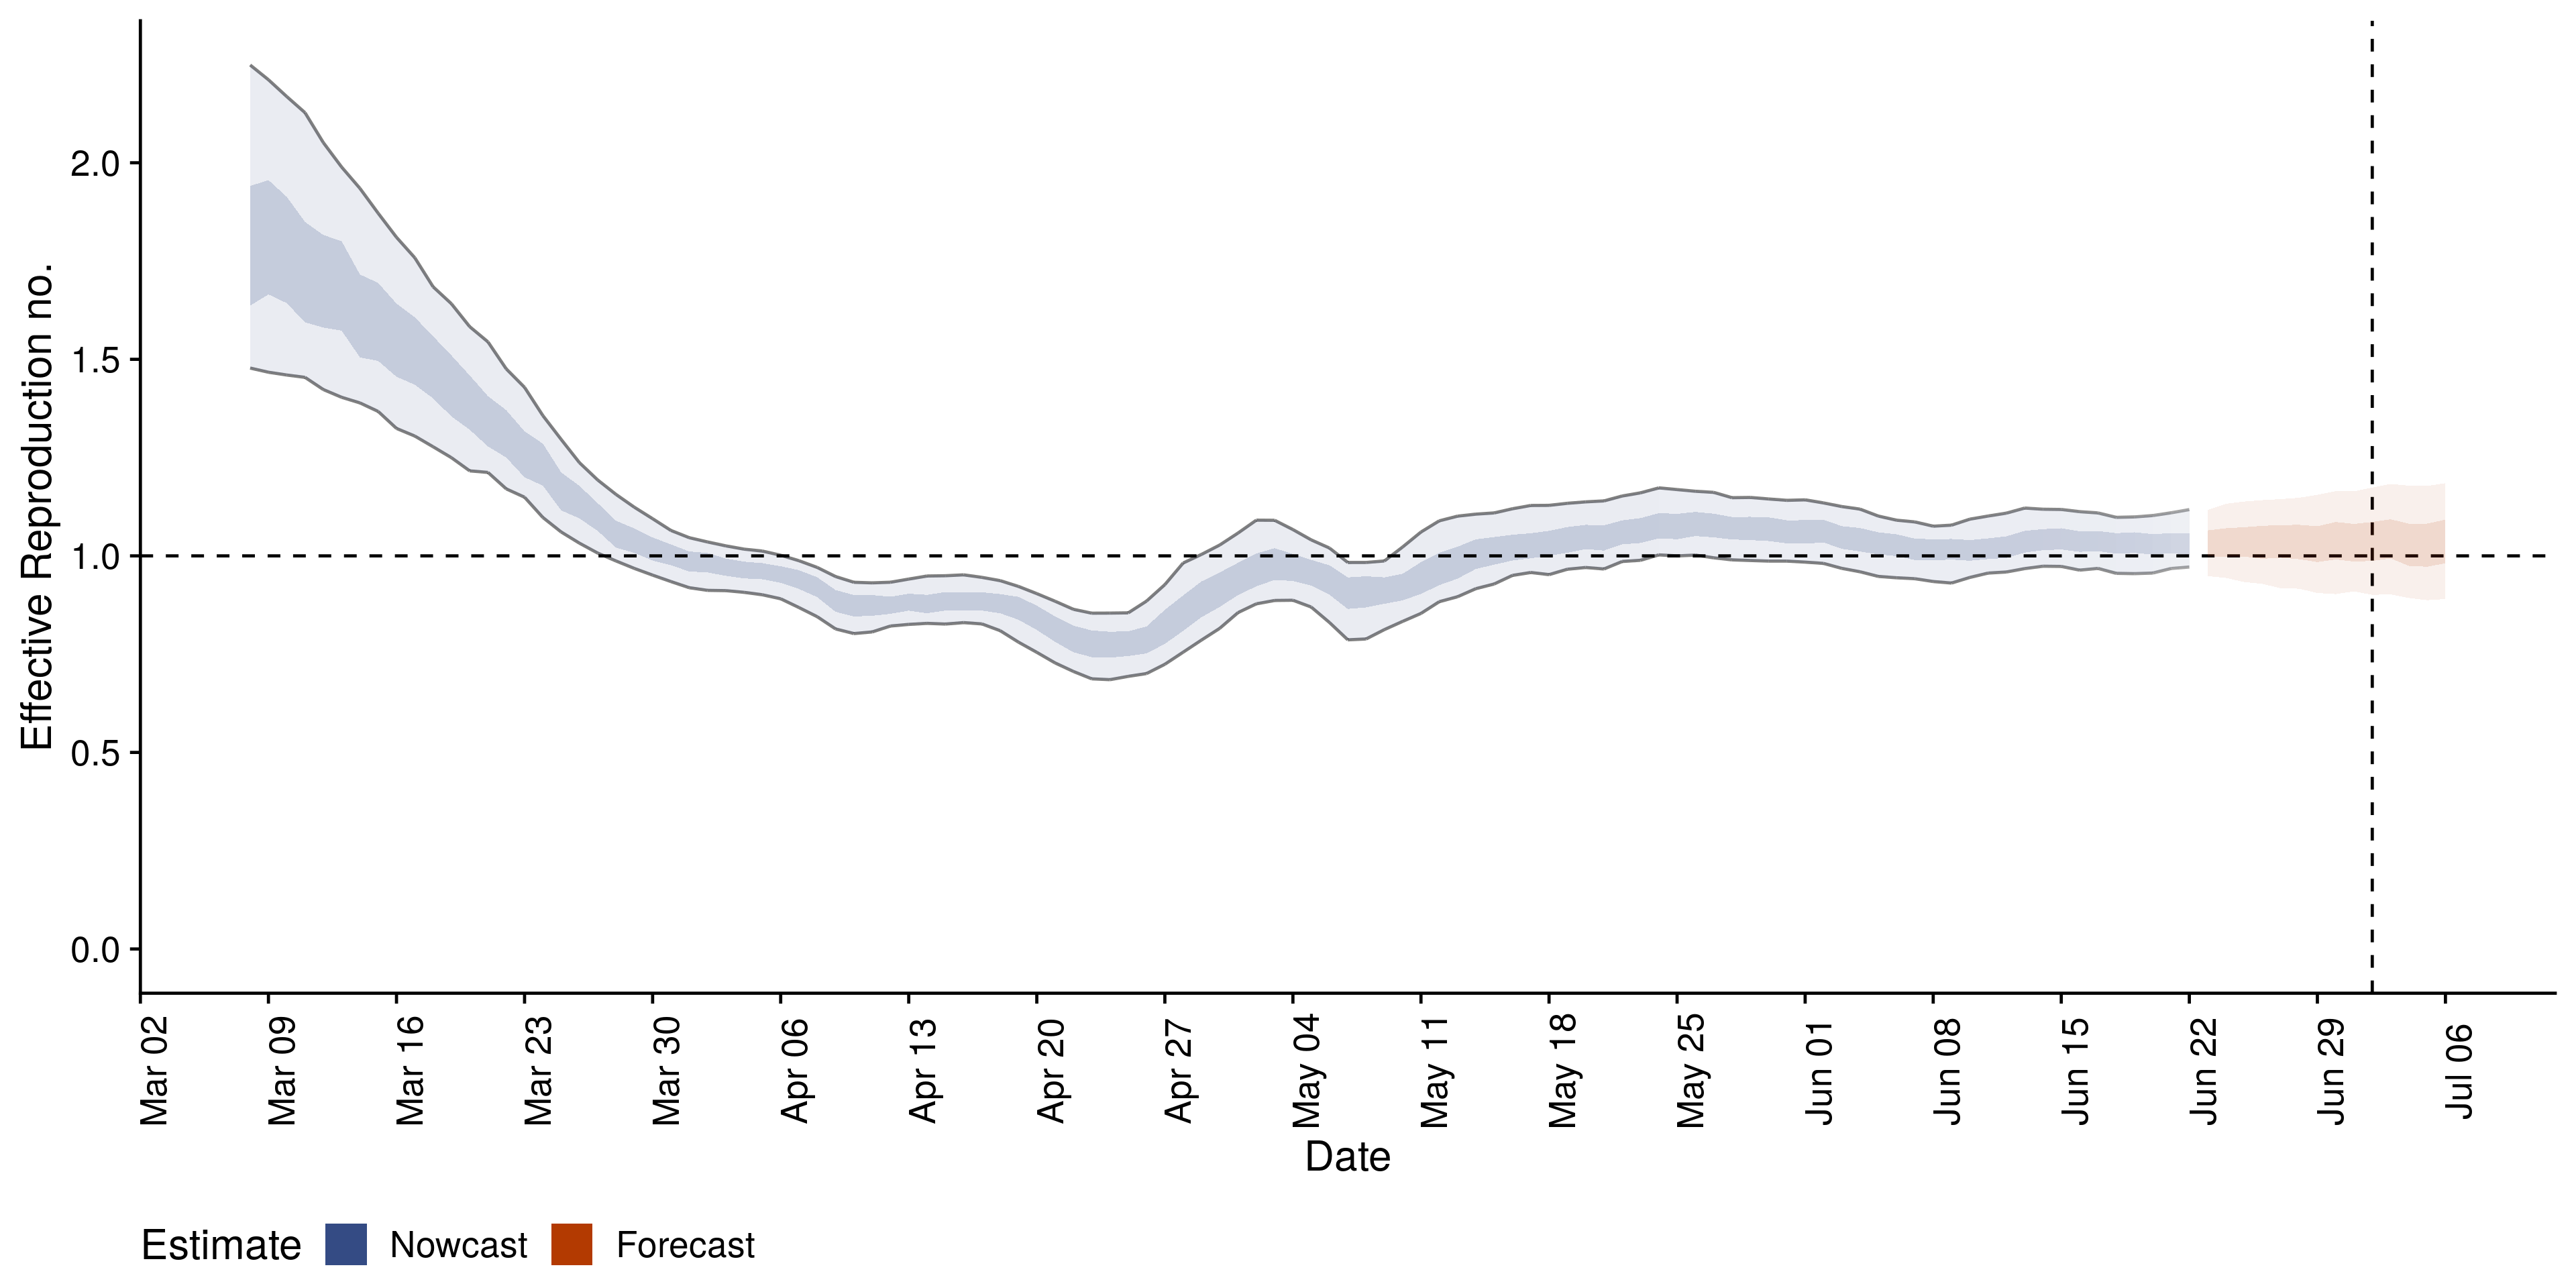 Effective Reproduction no.
2.0
1.5
1.0
0.5
0.0
Mar 02
Mar 09
Mar 16
Mar 23
Mar 30
Apr 06
Apr 13
Apr 20
Apr 27
May 04
May 11
May 18
May 25
Jun 01
Jun 08
Jun 15
Jun 22
Jun 29
Jul 06
Date
Estimate Nowcast Forecast